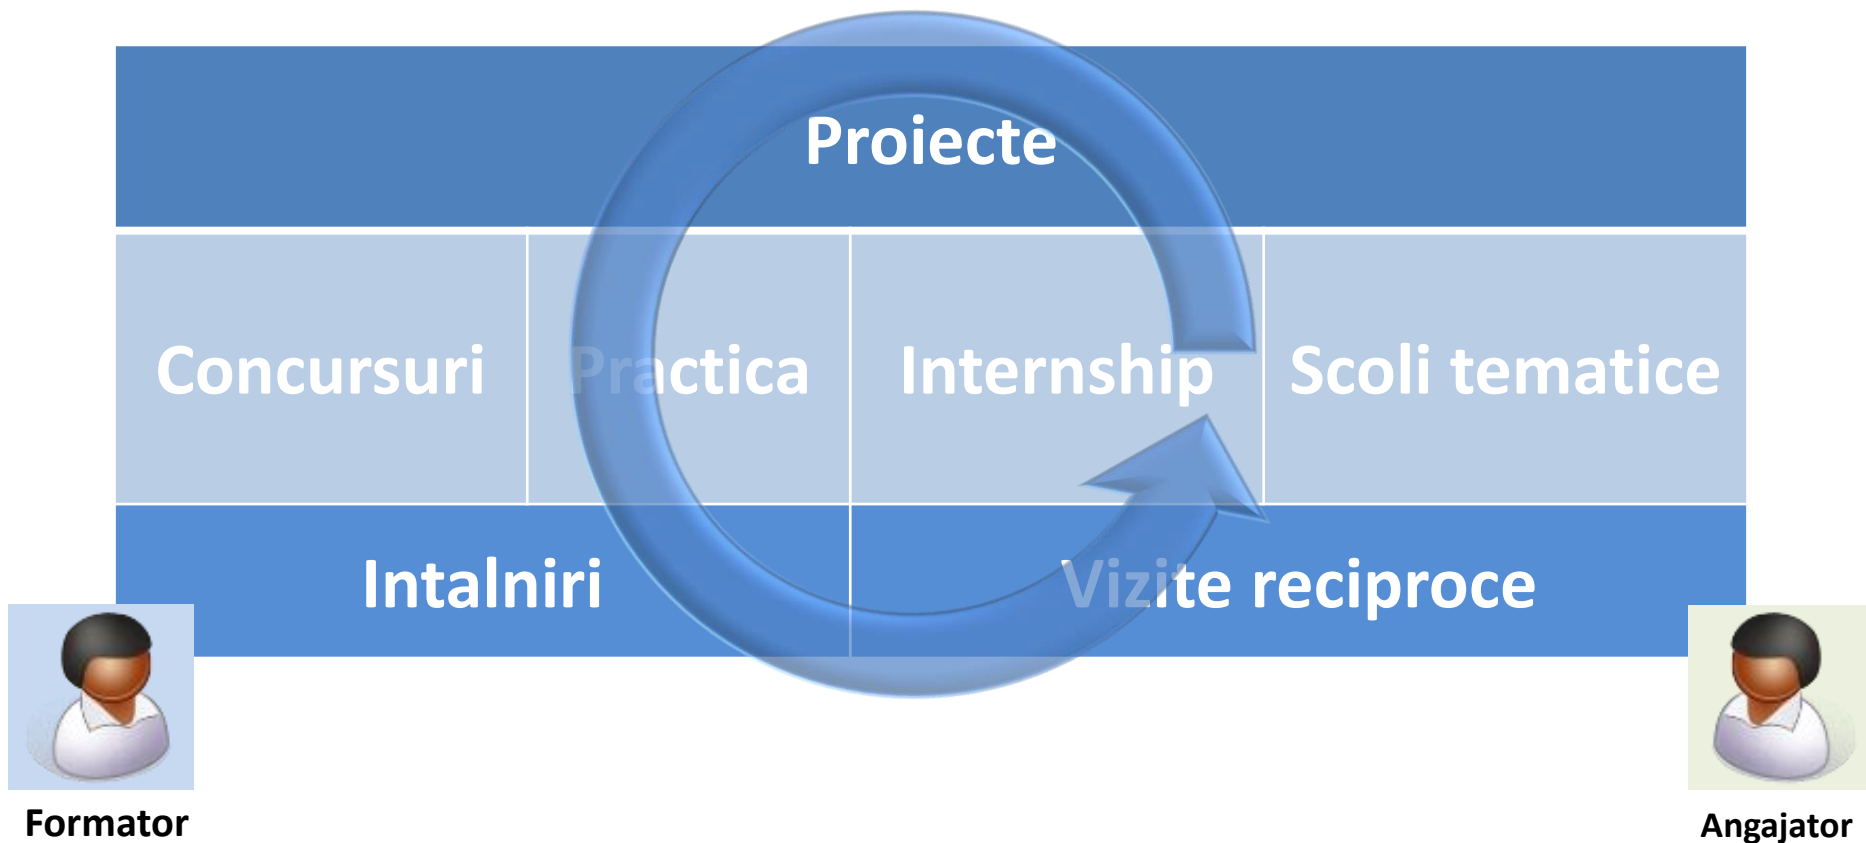 Proiecte
Concursuri
Practica
Internship
Scoli tematice
Intalniri
Vizite reciproce
Formator
Angajator